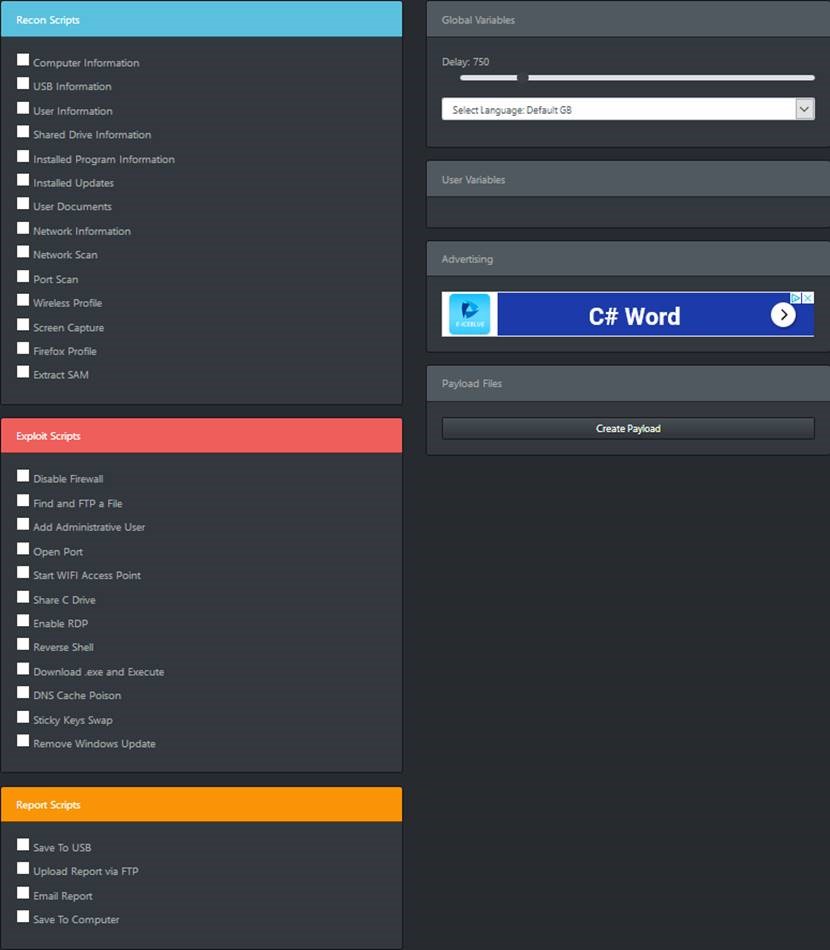 Recon Scripts
Computer Information
USB Information
User Information
Shared Drive Information
Installed Program Information
Installed Updates
User Documents
Network Information
Network Scan
Port Scan
Wireless Profile
Screen Capture
Firefox Profile
Extract SAM
Exploit Scripts
Disable Firewall
Find and FTP a File
Add Administrative User
Open Port
Start WIFI Access Point
Share C Drive
Enable RDP
Reverse Shell
Download .exe and Execute
DNS Cache Poison
Sticky Keys Swap
Remove Windows Update
Report Scripts
Save To USB
Upload Report via FTP
Email Report
Save To Computer
Global Variables
Delay: 750
Select Language: Default GB
User Variables
Advertising
E-ICEBLUE
C# Word
Payload Files
Create Payload